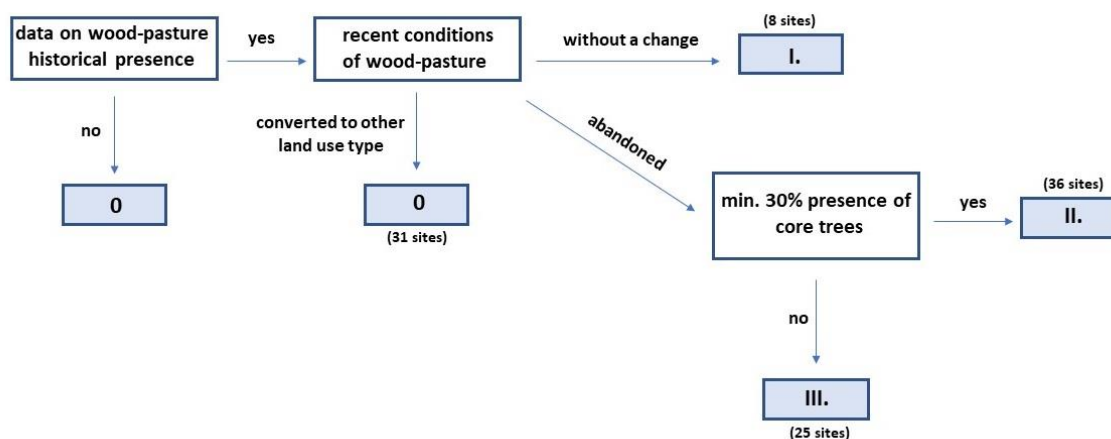 data on wood-pasture
historical presence
yes
recent conditions
of wood-pasture
without a change
(8 sites)
I.
no
0
converted to other
land use type
0
(31 sites)
abandoned
min. 30% presence of
core trees
yes
(36 sites)
II.
no
III.
(25 sites)